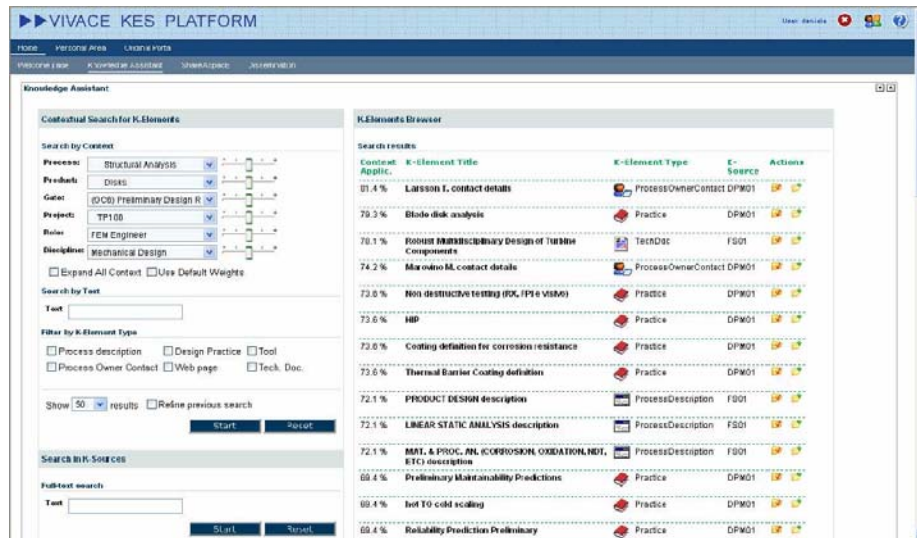 VIVACE KES PLATFORM
User: daniele
Home Personal Area Original Portal
Welcome page Knowledge Assistant ShareAspace Dissemination
Knowledge Assistant
Contextual Search for K-Elements
Search by Context
Process: Structural Analysis
Product: Disks
Gate: (OC6) Preliminary Design R
Project: TP100
Role: FEM Engineer
Discipline: Mechanical Design
Expand All Context Use Default Weights
Search by Text
Text
Filter by K-Element Type
Process description Design Practice Tool
Process Owner Contact Web page Tech. Doc.
Show 50 results Refine previous search
Start Reset
Search in K-Sources
Full-text search
Text
Start Reset
K-Elements Browser
Search results
Context Applic. K-Element Title K-Element Type K-Source Actions
81.4 % Larsson T. contact details ProcessOwnerContact DPM01
79.3 % Blade disk analysis Practice DPM01
78.1 % Robust Multidisciplinary Design of Turbine Components TechDoc FS01
74.2 % Marovino M. contact details ProcessOwnerContact DPM01
73.6 % Non destructive testing (RX, FPI e visivo) Practice DPM01
73.6 % HIP Practice DPM01
73.6 % Coating definition for corrosion resistance Practice DPM01
73.6 % Thermal Barrier Coating definition Practice DPM01
72.1 % PRODUCT DESIGN description ProcessDescription FS01
72.1 % LINEAR STATIC ANALYSIS description ProcessDescription FS01
72.1 % MAT. & PROC. AN. (CORROSION, OXIDATION, NDT, ETC) description ProcessDescription FS01
69.4 % Preliminary Maintainability Predictions Practice DPM01
69.4 % hot TO cold scaling Practice DPM01
69.4 % Reliability Prediction Preliminary Practice DPM01